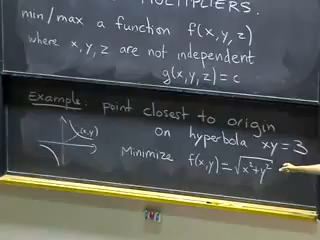 MULTIPLIERS.
min/max a function f(x,y,z)
where x,y,z are not independent
g(x,y,z)=c
Example: point closest to origin
on hyperbola xy=3
(x,y)
Minimize f(x,y)=√x²+y²